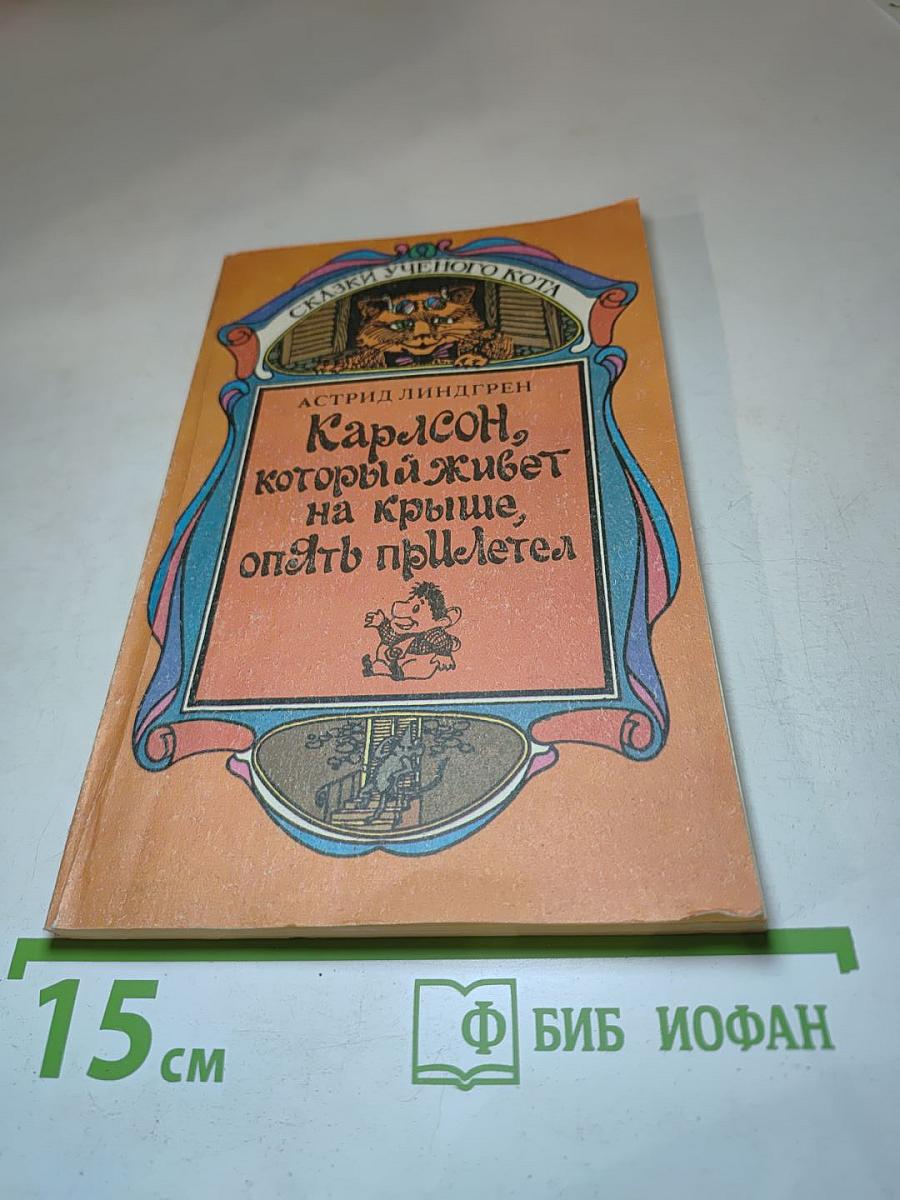 СКАЗКИ УЧЕНОГО КОТА
АСТРИД ЛИНДГРЕН
Карлсон,
который живет
на крыше,
опять прилетел
15 см
Ф БИБ ИОФАН